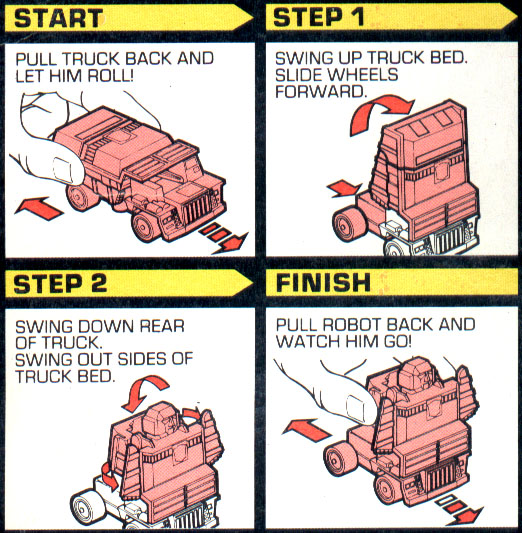 START
PULL TRUCK BACK AND
LET HIM ROLL!
STEP 1
SWING UP TRUCK BED.
SLIDE WHEELS
FORWARD.
STEP 2
SWING DOWN REAR
OF TRUCK.
SWING OUT SIDES OF
TRUCK BED.
FINISH
PULL ROBOT BACK AND
WATCH HIM GO!